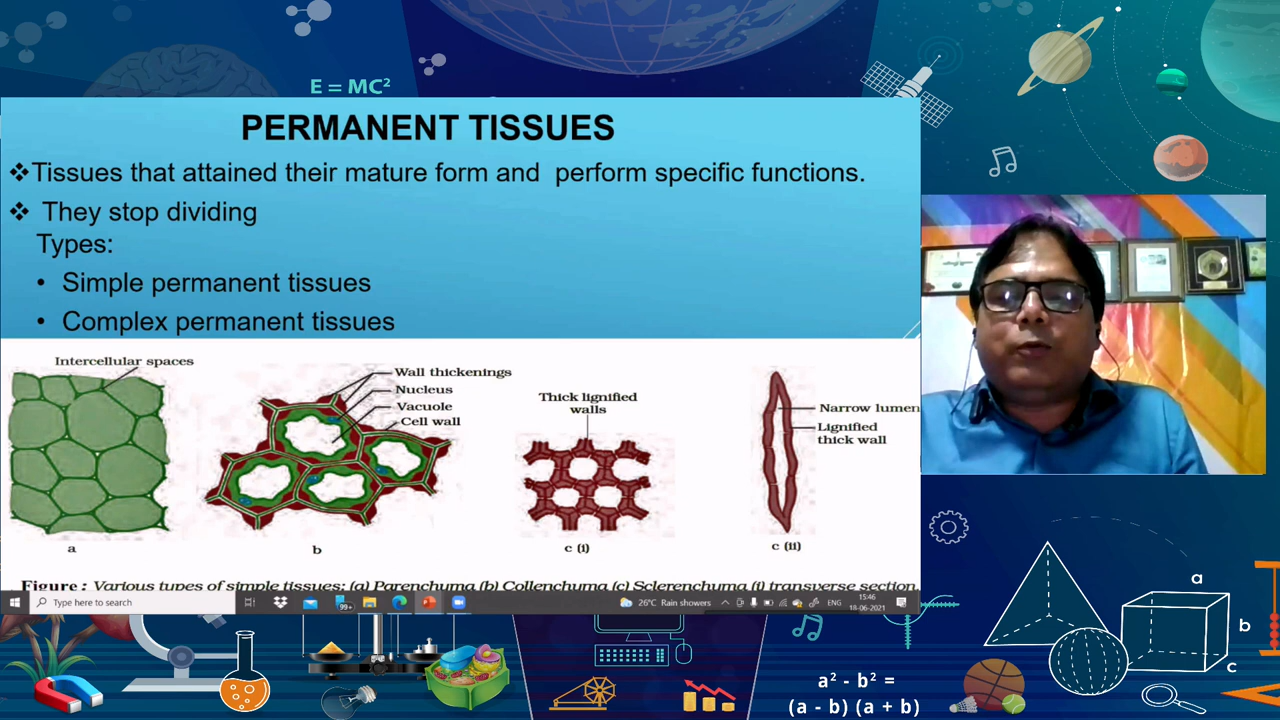 E = MC²
PERMANENT TISSUES
❖Tissues that attained their mature form and perform specific functions.
❖ They stop dividing
Types:
• Simple permanent tissues
• Complex permanent tissues
Intercellular spaces
Wall thickenings
Nucleus
Vacuole
Cell wall
Thick lignified
walls
Narrow lumen
Lignified
thick wall
a
b
c (i)
c (ii)
Figure : Various types of simple tissues: (a) Parenchyma (b) Collenchyma (c) Sclerenchyma (i) transverse section,
Type here to search
99+
26°C Rain showers
ENG
15:46
18-06-2021
a
b
c
a² - b² =
(a - b) (a + b)